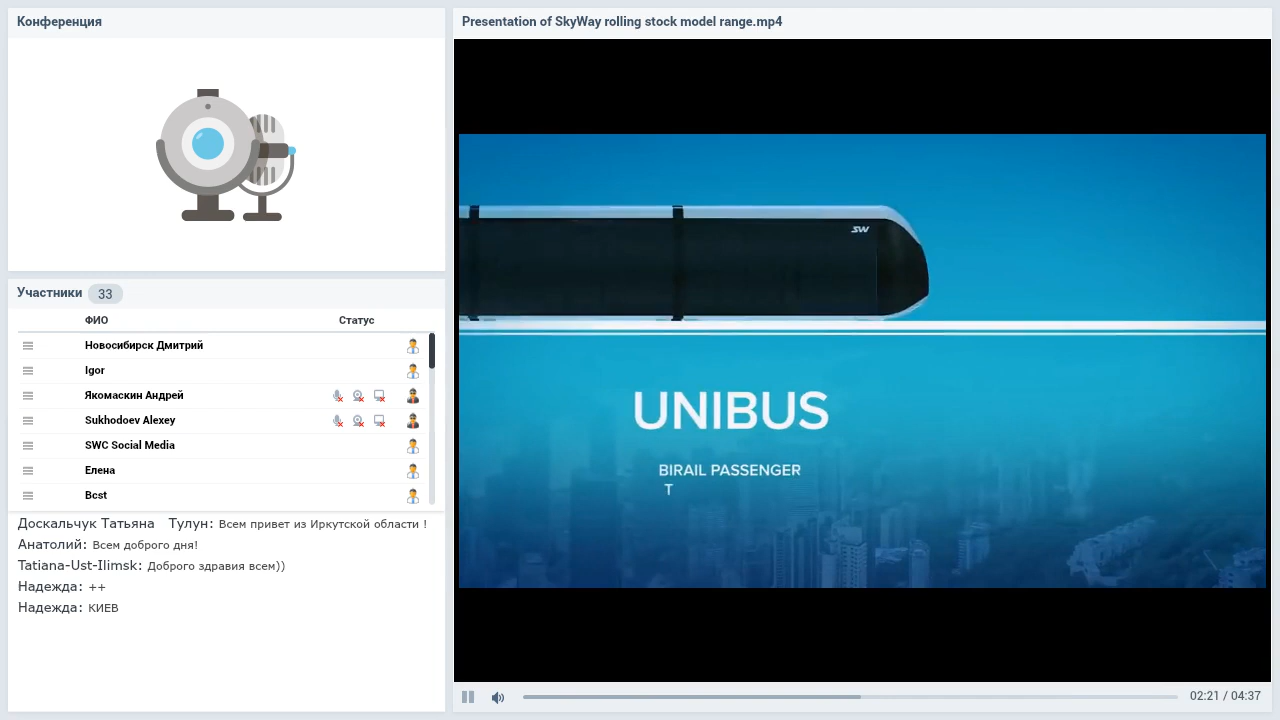 Конференция
Участники 33
ФИО Статус
Новосибирск Дмитрий
Igor
Якомаскин Андрей
Sukhodoev Alexey
SWC Social Media
Елена
Bcst
Доскальчук Татьяна Тулун: Всем привет из Иркутской области !
Анатолий: Всем доброго дня!
Tatiana-Ust-Ilimsk: Доброго здравия всем))
Надежда: ++
Надежда: КИЕВ
Presentation of SkyWay rolling stock model range.mp4
SW
UNIBUS
BIRAIL PASSENGER
T
02:21 / 04:37